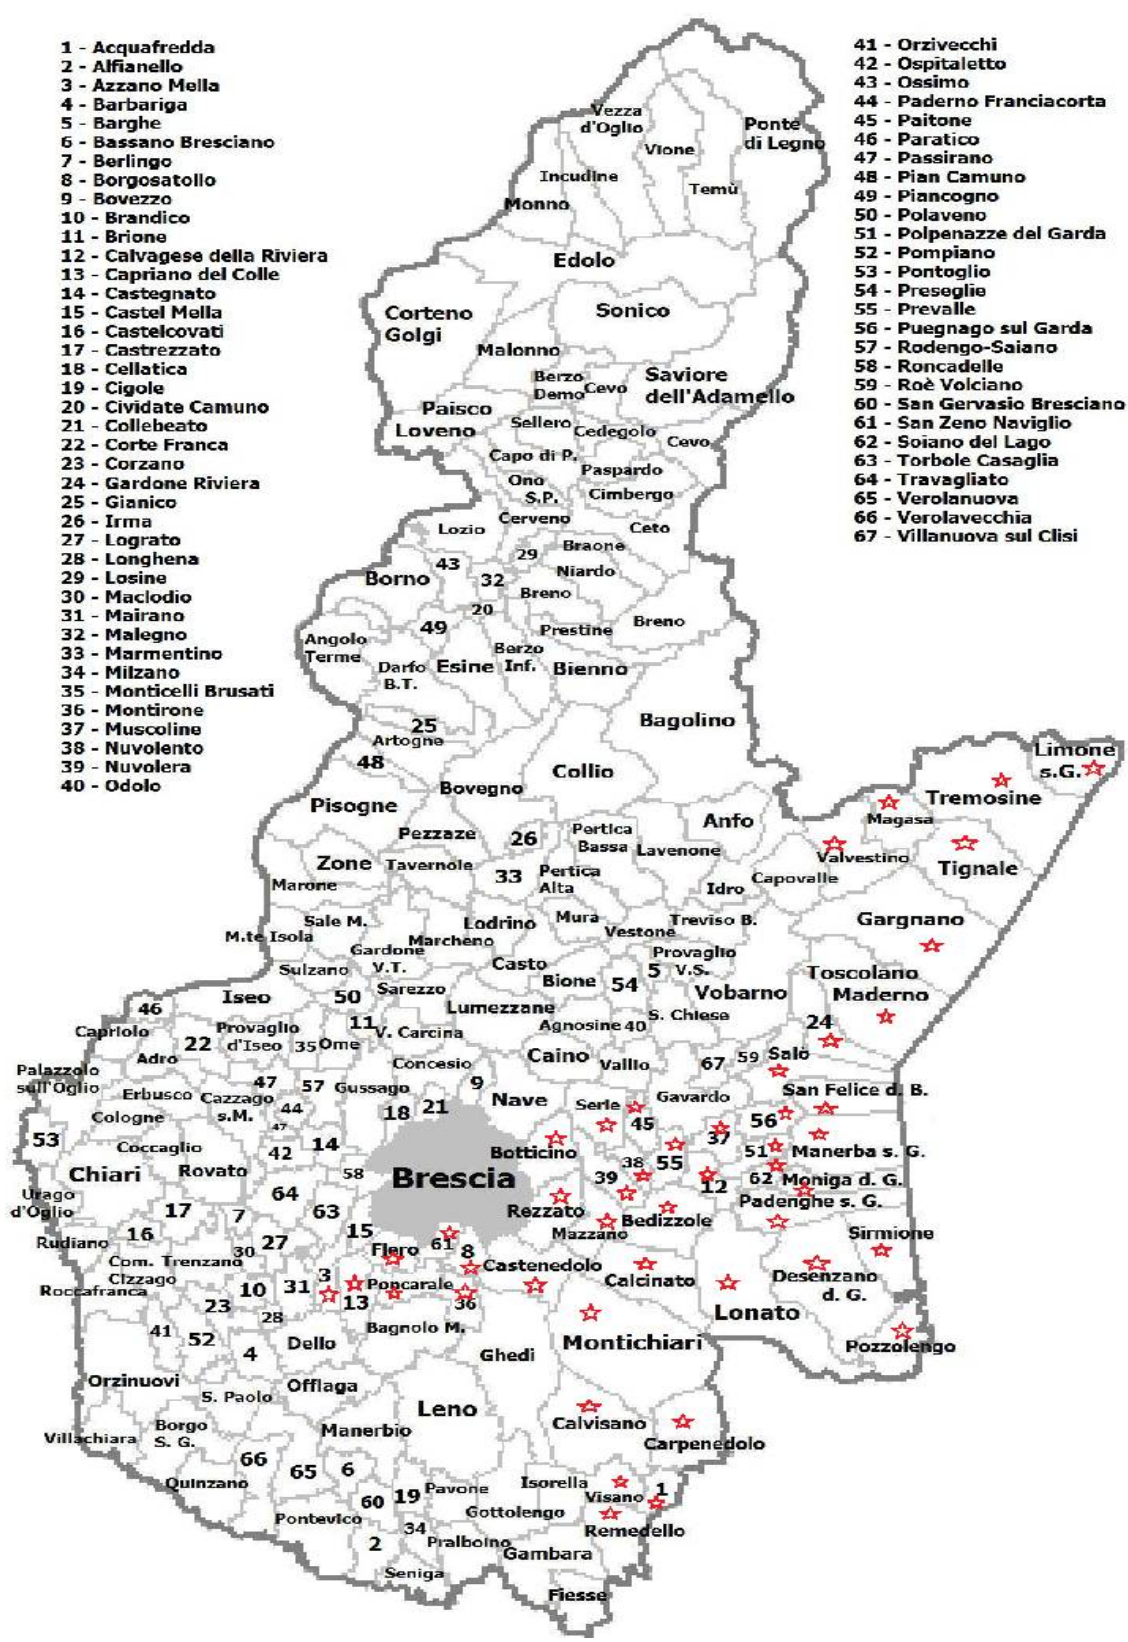 1 - Acquafredda
2 - Alfianello
3 - Azzano Mella
4 - Barbariga
5 - Barghe
6 - Bassano Bresciano
7 - Berlingo
8 - Borgosatollo
9 - Bovezzo
10 - Brandico
11 - Brione
12 - Calvagese della Riviera
13 - Capriano del Colle
14 - Castegnato
15 - Castel Mella
16 - Castelcovati
17 - Castrezzato
18 - Cellatica
19 - Cigole
20 - Cividate Camuno
21 - Collebeato
22 - Corte Franca
23 - Corzano
24 - Gardone Riviera
25 - Gianico
26 - Irma
27 - Lograto
28 - Longhena
29 - Losine
30 - Maclodio
31 - Mairano
32 - Malegno
33 - Marmentino
34 - Milzano
35 - Monticelli Brusati
36 - Montirone
37 - Muscoline
38 - Nuvolento
39 - Nuvolera
40 - Odolo
41 - Orzivecchi
42 - Ospitaletto
43 - Ossimo
44 - Paderno Franciacorta
45 - Paitone
46 - Paratico
47 - Passirano
48 - Pian Camuno
49 - Piancogno
50 - Polaveno
51 - Polpenazze del Garda
52 - Pompiano
53 - Pontoglio
54 - Preseglie
55 - Prevalle
56 - Puegnago sul Garda
57 - Rodengo-Saiano
58 - Roncadelle
59 - Roè Volciano
60 - San Gervasio Bresciano
61 - San Zeno Naviglio
62 - Soiano del Lago
63 - Torbole Casaglia
64 - Travagliato
65 - Verolanuova
66 - Verolavecchia
67 - Villanuova sul Clisi
Vezza
d'Oglio
Ponte
di Legno
Vione
Incudine
Temù
Monno
Edolo
Corteno
Golgi
Sonico
Malonno
Berzo
Demo
Cevo
Saviore
dell'Adamello
Paisco
Loveno
Sellero
Cedegolo
Cevo
Capo di P.
Paspardo
Ono
S.P.
Cimbergo
Cerveno
Lozio
Ceto
Braone
29
43
Borno
Niardo
32
Breno
20
Breno
49
Prestine
Angolo
Terme
Berzo
Inf.
Darfo
B.T.
Esine
Bienno
Bagolino
25
Artogne
48
Collio
Limone
s.G.
Bovegno
Pisogne
Tremosine
Magasa
Anfo
Pezzaze
26
Pertica
Bassa
Lavenone
Valvestino
Zone
Tavernole
Tignale
33
Pertica
Alta
Capovalle
Marone
Idro
Sale M.
Lodrino
Mura
Treviso B.
Gargnano
M.te Isola
Marcheno
Vestone
Gardone
V.T.
Casto
Provaglio
V.S.
Sulzano
5
Toscolano
Maderno
Sarezzo
Bione
54
Vobarno
Iseo
50
46
Lumezzane
S. Chiese
Capriolo
Provaglio
d'Iseo
11
V. Carcina
Agnosine
40
24
22
35
Ome
Adro
Caino
Vallio
59
Salò
Palazzolo
sull'Oglio
Concesio
67
Erbusco
Cazzago
s.M.
47
57
Gussago
9
Nave
Serle
Gavardo
San Felice d. B.
Cologne
44
18
21
45
56
53
47
37
Coccaglio
42
14
Botticino
51
Manerba s. G.
Chiari
Rovato
58
Brescia
38
55
39
62
Moniga d. G.
Urago
d'Oglio
64
12
Padenghe s. G.
17
7
63
Rezzato
Bedizzole
Rudiano
16
15
Mazzano
Sirmione
30
27
Fiero
61
8
Com. Trenzano
Cizzago
Castenedolo
Desenzano
d. G.
Roccafranca
10
31
3
Poncarale
Calcinato
23
13
36
Lonato
28
Bagnolo M.
41
52
Dello
Montichiari
Pozzolengo
4
Ghedi
Orzinuovi
Offlaga
S. Paolo
Leno
Borgo
S. G.
Manerbio
Calvisano
Villachiara
Carpenedolo
66
65
6
Quinzano
19
Pavone
Isorella
1
60
Visano
Pontevico
Gottolengo
34
Remedello
2
Pralboino
Gambara
Seniga
Fiesse